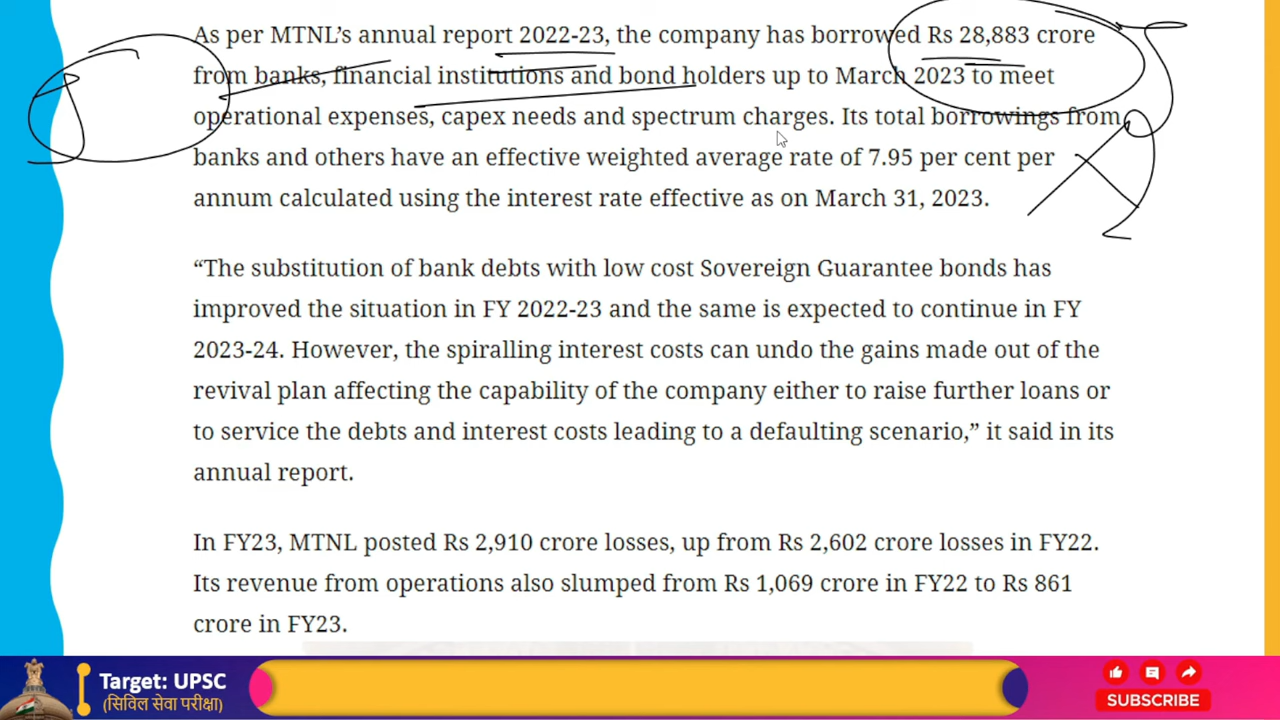 As per MTNL’s annual report 2022-23, the company has borrowed Rs 28,883 crore
from banks, financial institutions and bond holders up to March 2023 to meet
operational expenses, capex needs and spectrum charges. Its total borrowings from
banks and others have an effective weighted average rate of 7.95 per cent per
annum calculated using the interest rate effective as on March 31, 2023.
“The substitution of bank debts with low cost Sovereign Guarantee bonds has
improved the situation in FY 2022-23 and the same is expected to continue in FY
2023-24. However, the spiralling interest costs can undo the gains made out of the
revival plan affecting the capability of the company either to raise further loans or
to service the debts and interest costs leading to a defaulting scenario,” it said in its
annual report.
In FY23, MTNL posted Rs 2,910 crore losses, up from Rs 2,602 crore losses in FY22.
Its revenue from operations also slumped from Rs 1,069 crore in FY22 to Rs 861
crore in FY23.
Target: UPSC
(सिविल सेवा परीक्षा)
SUBSCRIBE